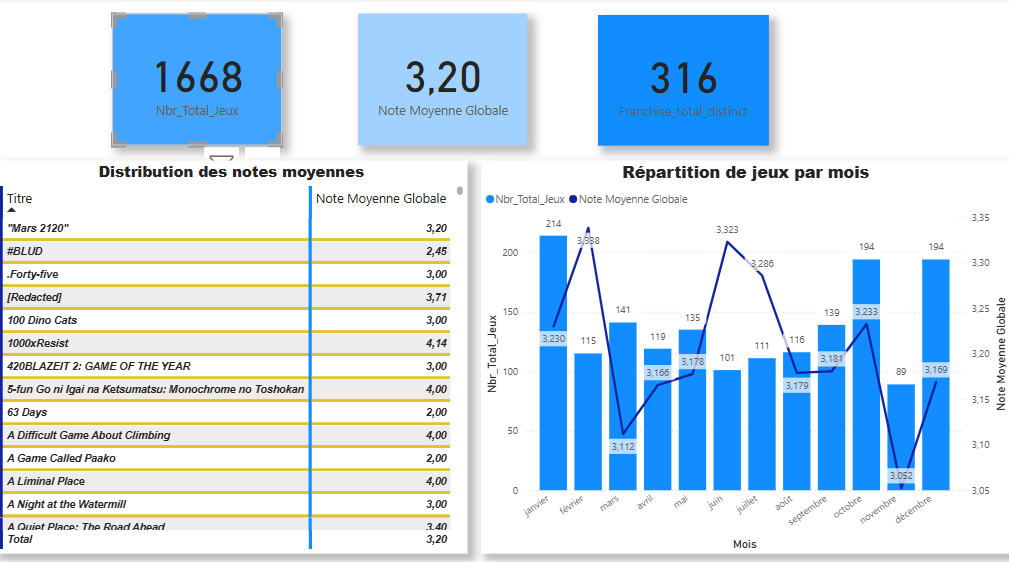 1668
Nbr_Total_Jeux
3,20
Note Moyenne Globale
316
Franchise_total_distinct
Distribution des notes moyennes
Titre Note Moyenne Globale
"Mars 2120" 3,20
#BLUD 2,45
.Forty-five 3,00
[Redacted] 3,71
100 Dino Cats 3,00
1000xResist 4,14
420BLAZEIT 2: GAME OF THE YEAR 3,00
5-fun Go ni Igai na Ketsumatsu: Monochrome no Toshokan 4,00
63 Days 2,00
A Difficult Game About Climbing 4,00
A Game Called Paako 2,00
A Liminal Place 4,00
A Night at the Watermill 3,00
A Quiet Place: The Road Ahead 3,40
Total 3,20
Répartition de jeux par mois
Nbr_Total_Jeux Note Moyenne Globale
Nbr_Total_Jeux
200
150
100
50
0
214
115
141
119
135
101
111
116
139
194
89
194
3,230
3,338
3,112
3,166
3,178
3,323
3,286
3,179
3,181
3,233
3,052
3,169
3,35
3,30
3,25
3,20
3,15
3,10
3,05
Note Moyenne Globale
janvier
février
mars
avril
mai
juin
juillet
août
septembre
octobre
novembre
décembre
Mois